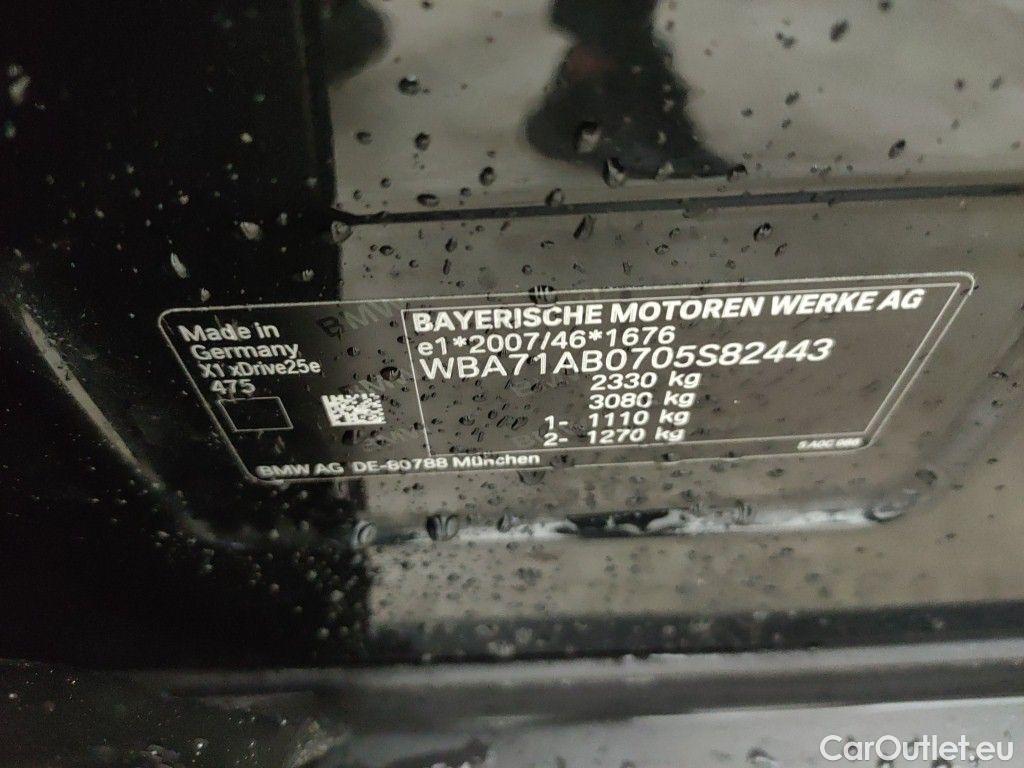 Made in
Germany
X1 xDrive25e
475
BAYERISCHE MOTOREN WERKE AG
e1*2007/46*1676
WBA71AB0705S82443
2330 kg
3080 kg
1- 1110 kg
2- 1270 kg
BMW AG DE-80788 München
CarOutlet.eu